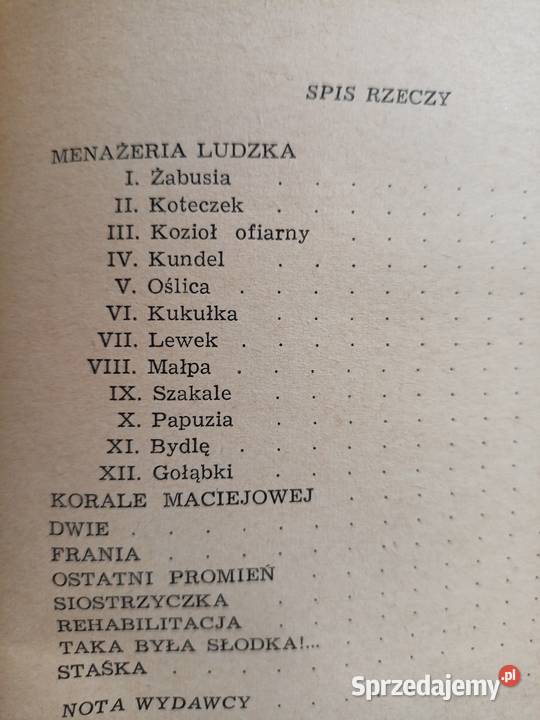 SPIS RZECZY
MENAŻERIA LUDZKA
I. Żabusia . . . . . . . .
II. Koteczek . . . . . . . .
III. Kozioł ofiarny . . . . . .
IV. Kundel . . . . . . . .
V. Oślica . . . . . . . .
VI. Kukułka . . . . . . . .
VII. Lewek . . . . . . . .
VIII. Małpa . . . . . . . .
IX. Szakale . . . . . . . .
X. Papuzia . . . . . . . .
XI. Bydlę . . . . . . . .
XII. Gołąbki . . . . . . . .
KORALE MACIEJOWEJ . . . . . .
DWIE . . . . . . . . . .
FRANIA . . . . . . . . . .
OSTATNI PROMIEŃ . . . . . .
SIOSTRZYCZKA . . . . . . .
REHABILITACJA . . . . . . .
TAKA BYŁA SŁODKA!... . . . . .
STAŚKA . . . . . . . . .
NOTA WYDAWCY . . . . . .
Sprzedajemy.pl